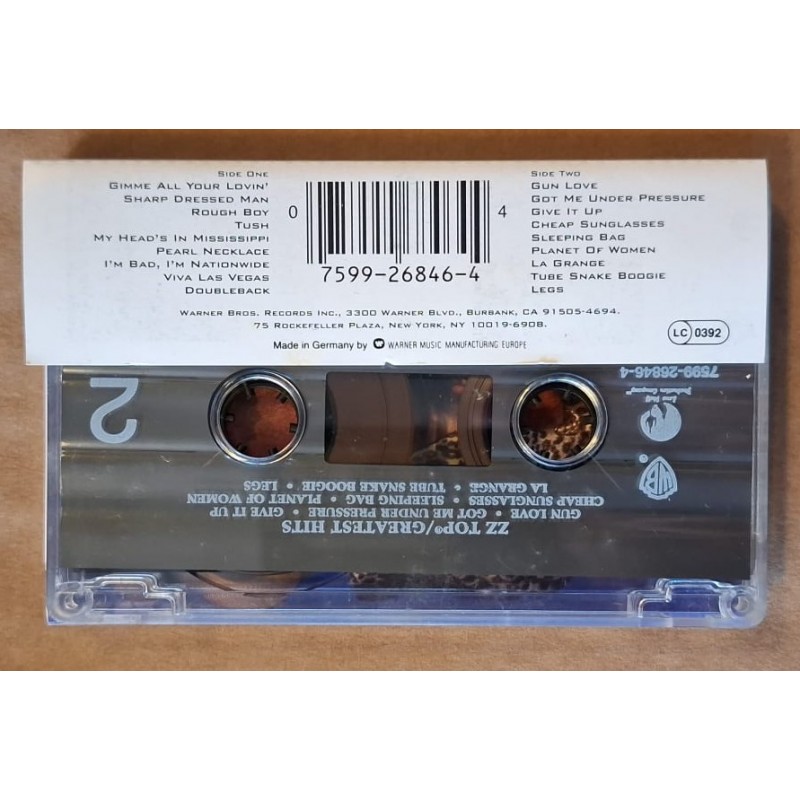 SIDE ONE
GIMME ALL YOUR LOVIN'
SHARP DRESSED MAN
ROUGH BOY
TUSH
MY HEAD'S IN MISSISSIPPI
PEARL NECKLACE
I'M BAD, I'M NATIONWIDE
VIVA LAS VEGAS
DOUBLEBACK
0 4
7599-26846-4
SIDE TWO
GUN LOVE
GOT ME UNDER PRESSURE
GIVE IT UP
CHEAP SUNGLASSES
SLEEPING BAG
PLANET OF WOMEN
LA GRANGE
TUBE SNAKE BOOGIE
LEGS
WARNER BROS. RECORDS INC., 3300 WARNER BLVD., BURBANK, CA 91505-4694.
75 ROCKEFELLER PLAZA, NEW YORK, NY 10019-6908.
Made in Germany by WARNER MUSIC MANUFACTURING EUROPE
LC 0392
ZZ TOP®/GREATEST HITS
GUN LOVE • GOT ME UNDER PRESSURE • GIVE IT UP
CHEAP SUNGLASSES • SLEEPING BAG • PLANET OF WOMEN
LA GRANGE • TUBE SNAKE BOOGIE • LEGS
2
WB ®
Lone Wolf
Production Company
7599-26846-4